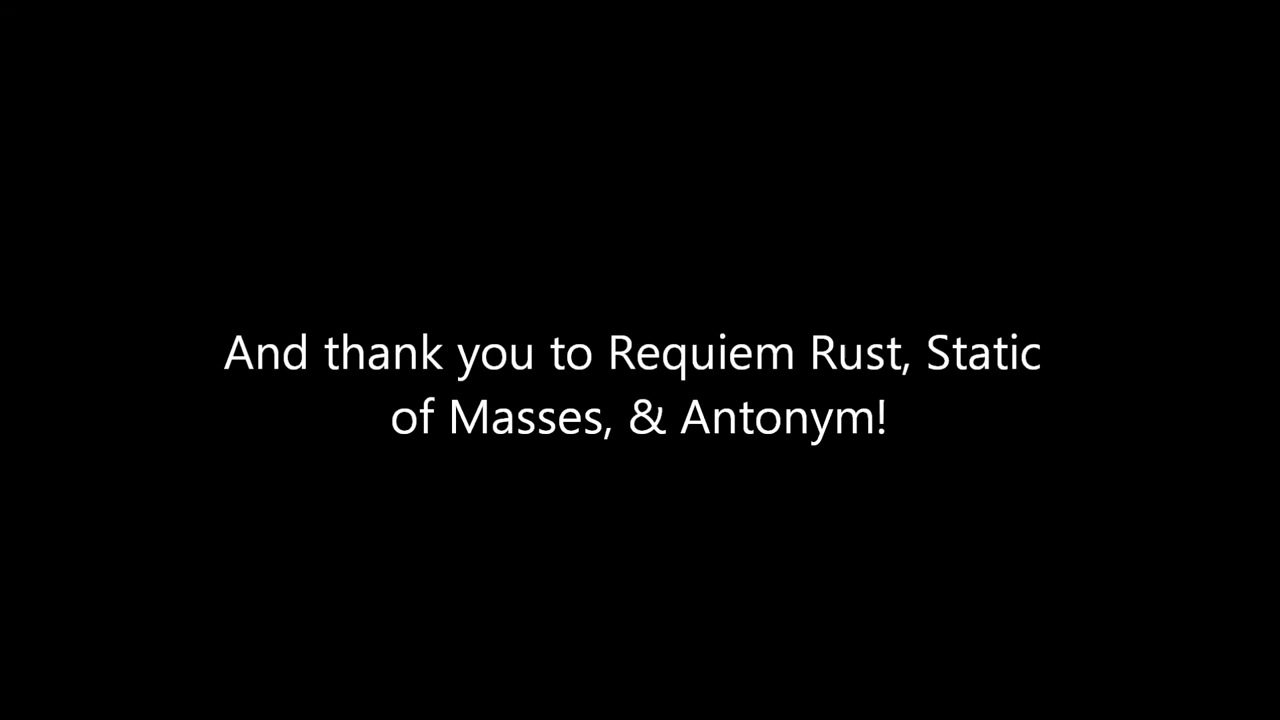 And thank you to Requiem Rust, Static
of Masses, & Antonym!